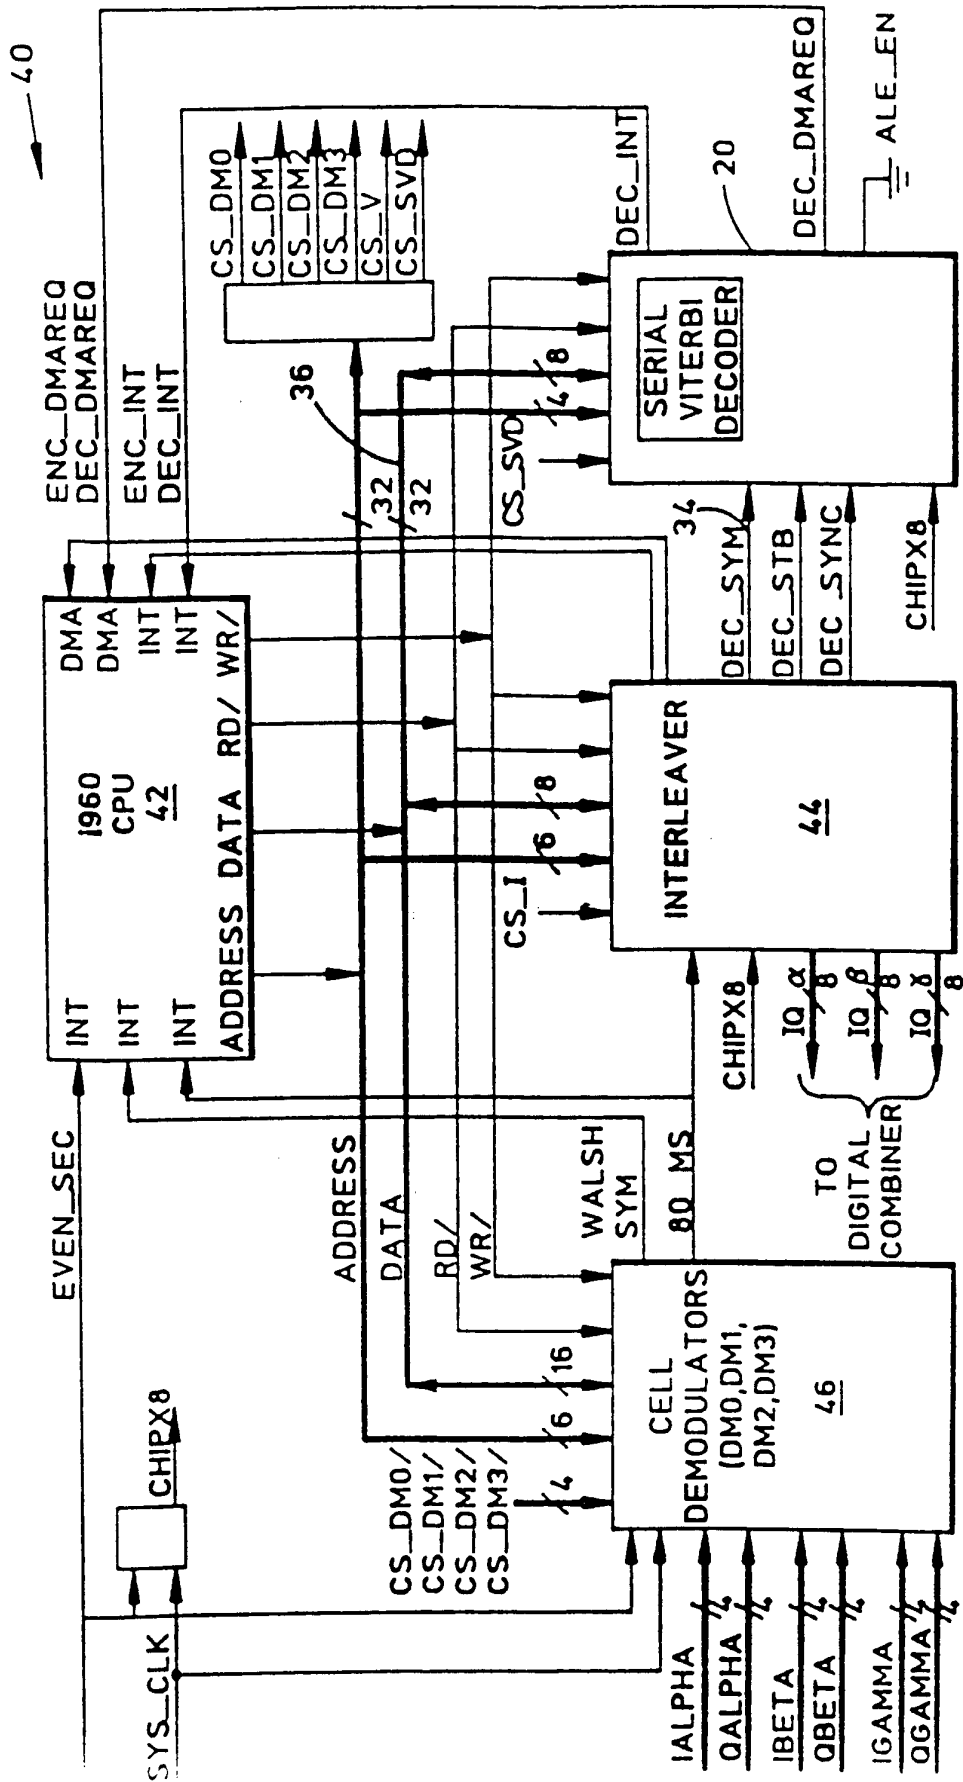 40
ENC_DMAREQ
DEC_DMAREQ
ENC_INT
DEC_INT
CS_DM0
CS_DM1
CS_DM2
CS_DM3
CS_V
CS_SVD
EVEN_SEC
INT
INT
INT
I960
CPU
42
DMA
DMA
INT
INT
ADDRESS DATA RD/ WR/
SYS_CLK
CHIPX8
ADDRESS
DATA
RD/
WR/
32
32
36
CS_DM0/
CS_DM1/
CS_DM2/
CS_DM3/
4
6
16
WALSH
SYM
80 MS
CS_I
6
8
CS_SVD
4
8
DEC_INT
20
DEC_DMAREQ
ALE_EN
IALPHA
4
QALPHA
4
IBETA
4
QBETA
4
IGAMMA
4
QGAMMA
4
CELL
DEMODULATORS
(DM0,DM1,
DM2,DM3)
46
CHIPX8
IQ α
8
IQ β
8
IQ γ
8
TO
DIGITAL
COMBINER
INTERLEAVER
44
DEC_SYM
34
DEC_STB
DEC_SYNC
CHIPX8
SERIAL
VITERBI
DECODER